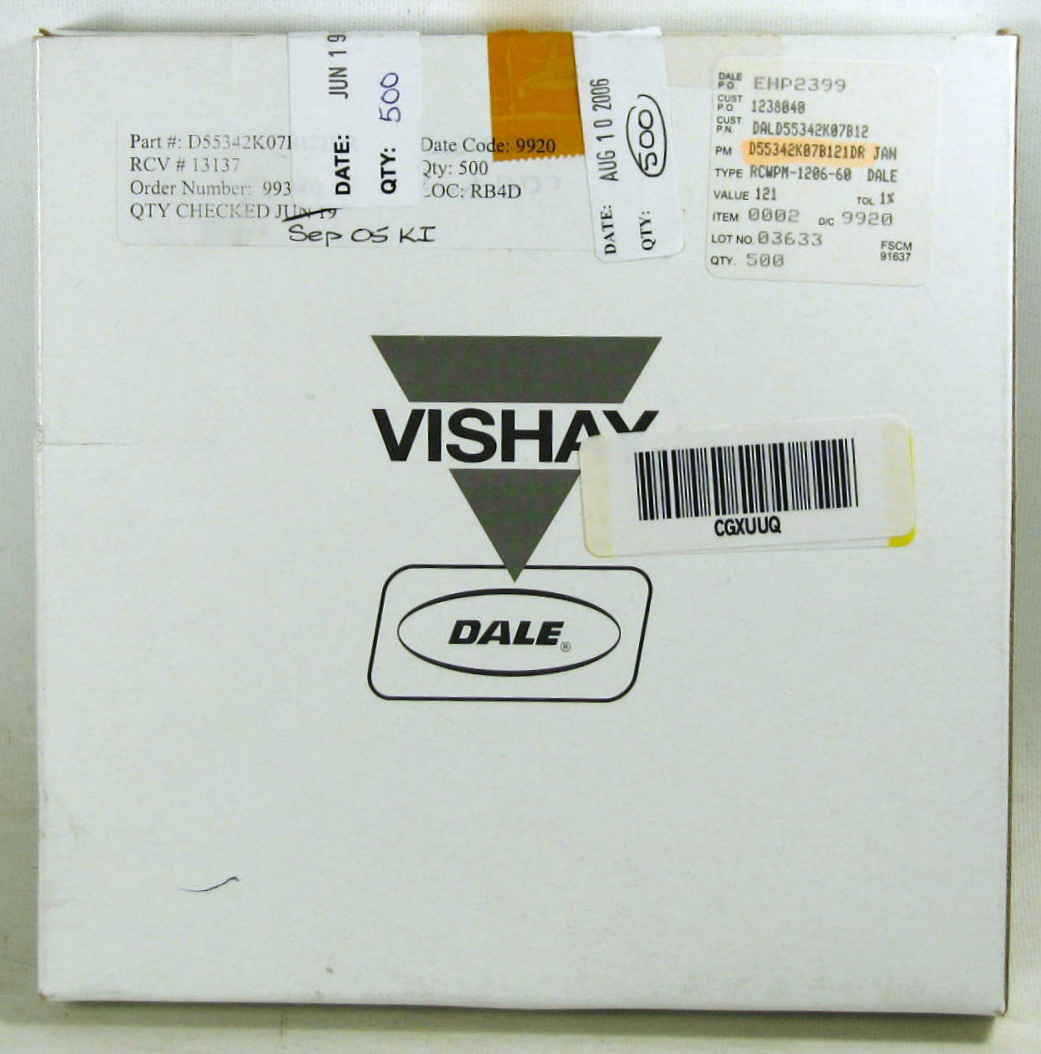 Part #: D55342K07
RCV # 13137
Order Number: 993
QTY CHECKED JUN 19
Sep 05 KI
DATE: JUN 19
QTY: 500
Date Code: 9920
Qty: 500
LOC: RB4D
DATE: AUG 10 2006
QTY: 500
DALE P.O. EHP2399
CUST P.O. 1238040
CUST P.N. DALD55342K07B12
PM D55342K07B121DR JAN
TYPE RCWPM-1206-60 DALE
VALUE 121 TOL 1%
ITEM 0002 D/C 9920
LOT NO. 03633 FSCM 91637
QTY. 500
VISHAY
CGXUUQ
DALE®